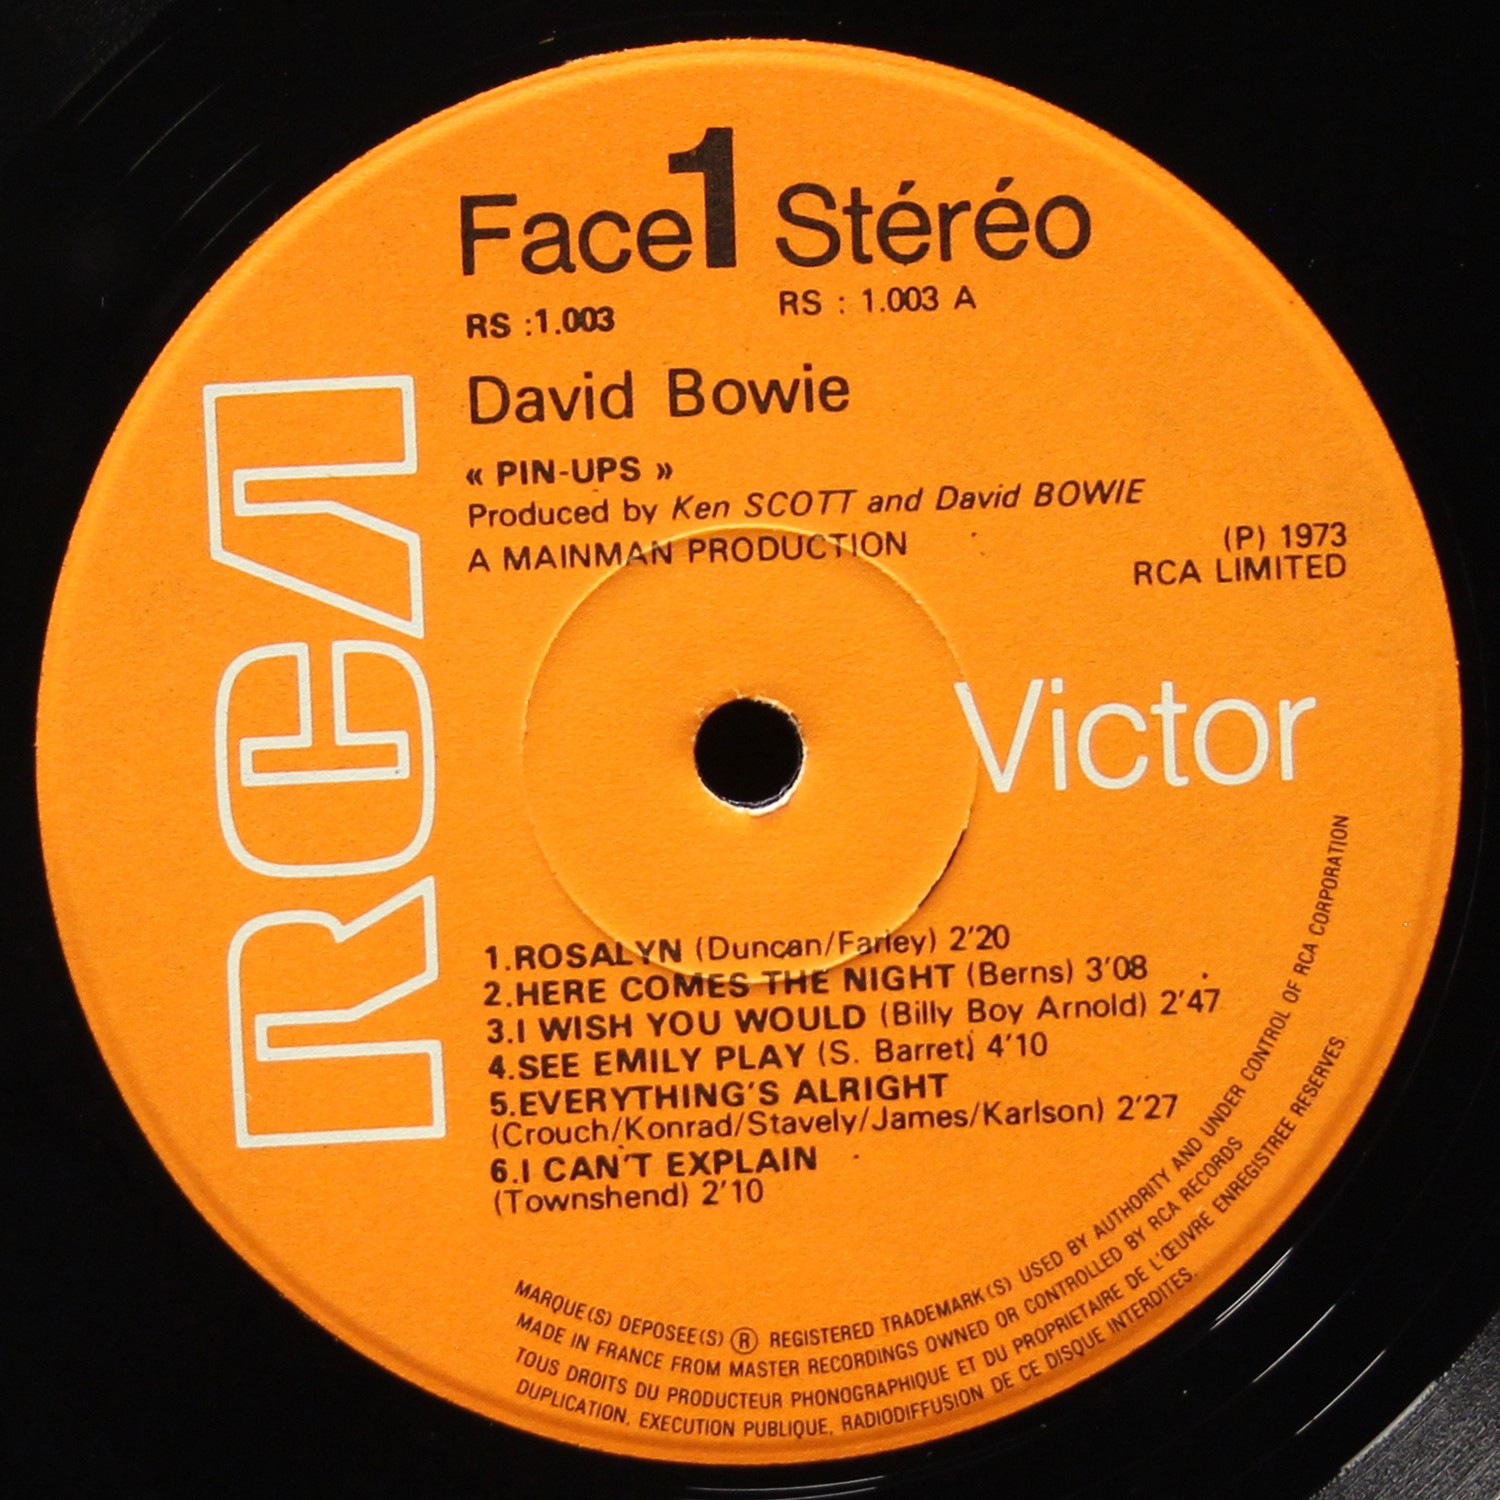 Face 1 Stéréo
RS :1.003 RS : 1.003 A
David Bowie
« PIN-UPS »
Produced by Ken SCOTT and David BOWIE
A MAINMAN PRODUCTION
(P) 1973
RCA LIMITED
RCA
Victor
1.ROSALYN (Duncan/Farley) 2'20
2.HERE COMES THE NIGHT (Berns) 3'08
3.I WISH YOU WOULD (Billy Boy Arnold) 2'47
4.SEE EMILY PLAY (S. Barret) 4'10
5.EVERYTHING'S ALRIGHT
(Crouch/Konrad/Stavely/James/Karlson) 2'27
6.I CAN'T EXPLAIN
(Townshend) 2'10
MARQUE(S) DEPOSEE(S) ® REGISTERED TRADEMARK(S) USED BY AUTHORITY AND UNDER CONTROL OF RCA CORPORATION
MADE IN FRANCE FROM MASTER RECORDINGS OWNED OR CONTROLLED BY RCA RECORDS
TOUS DROITS DU PRODUCTEUR PHONOGRAPHIQUE ET DU PROPRIETAIRE DE L'ŒUVRE ENREGISTREE RESERVES.
DUPLICATION, EXECUTION PUBLIQUE, RADIODIFFUSION DE CE DISQUE INTERDITES.